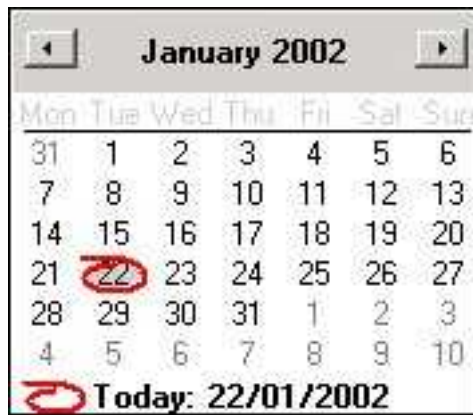 January 2002
Mon Tue Wed Thu Fri Sat Sun
31 1 2 3 4 5 6
7 8 9 10 11 12 13
14 15 16 17 18 19 20
21 22 23 24 25 26 27
28 29 30 31 1 2 3
4 5 6 7 8 9 10
Today: 22/01/2002